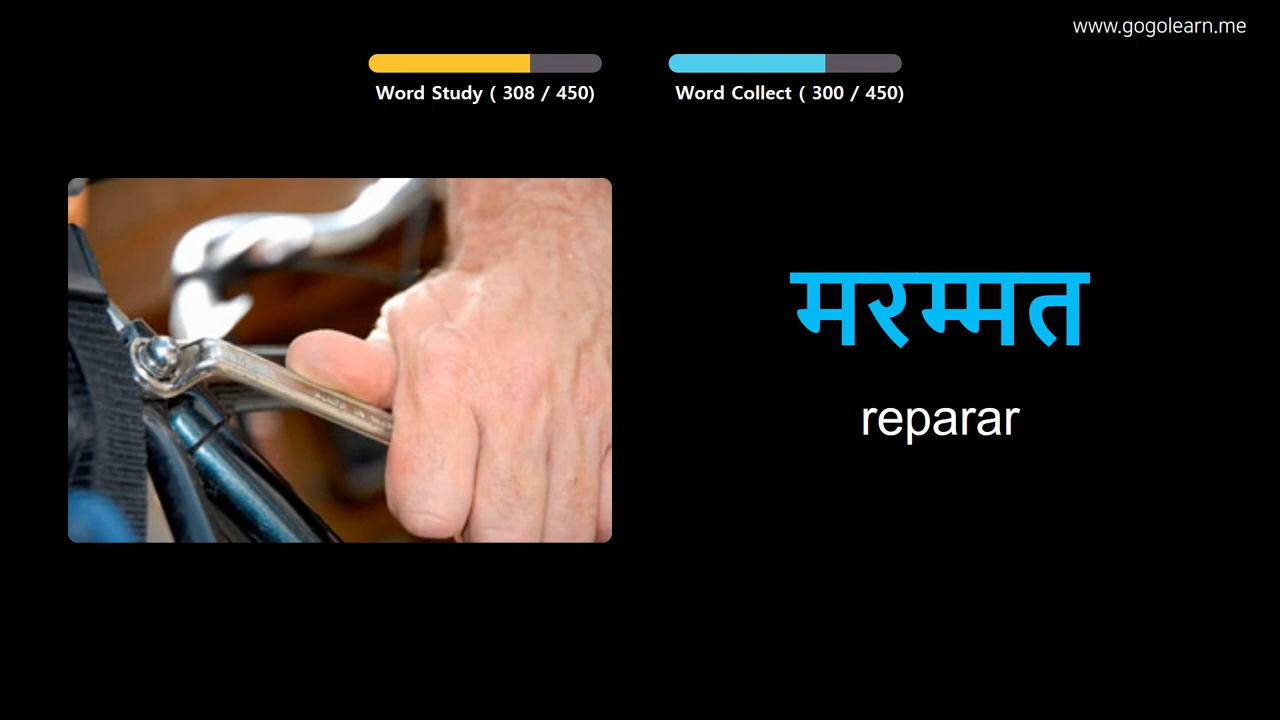 www.gogolearn.me
Word Study ( 308 / 450)
Word Collect ( 300 / 450)
मरम्मत
reparar